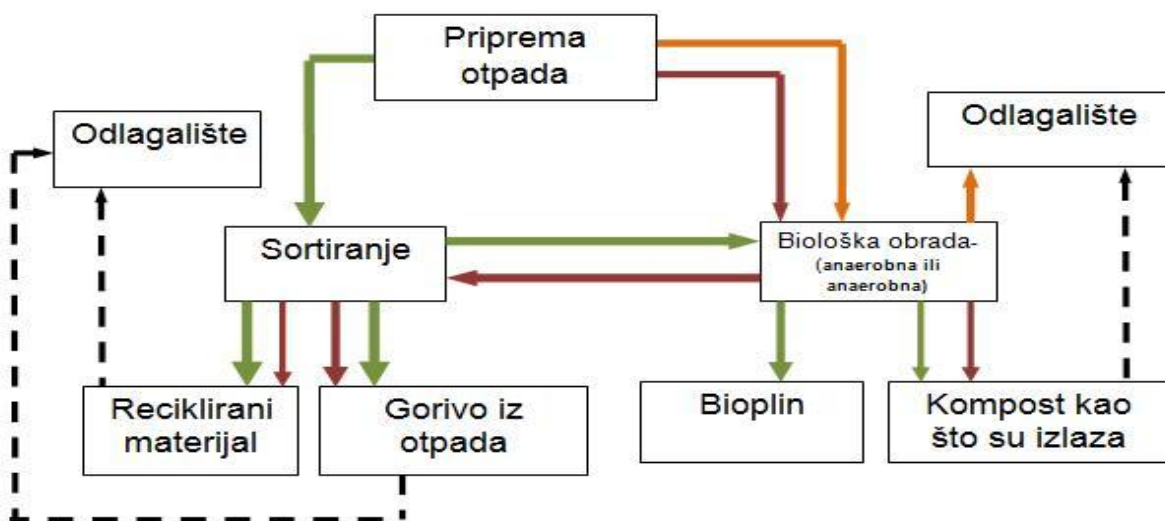 Priprema
otpada
Odlagalište
Odlagalište
Sortiranje
Biološka obrada-
(anaerobna ili
anaerobna)
Reciklirani
materijal
Gorivo iz
otpada
Bioplin
Kompost kao
što su izlaza